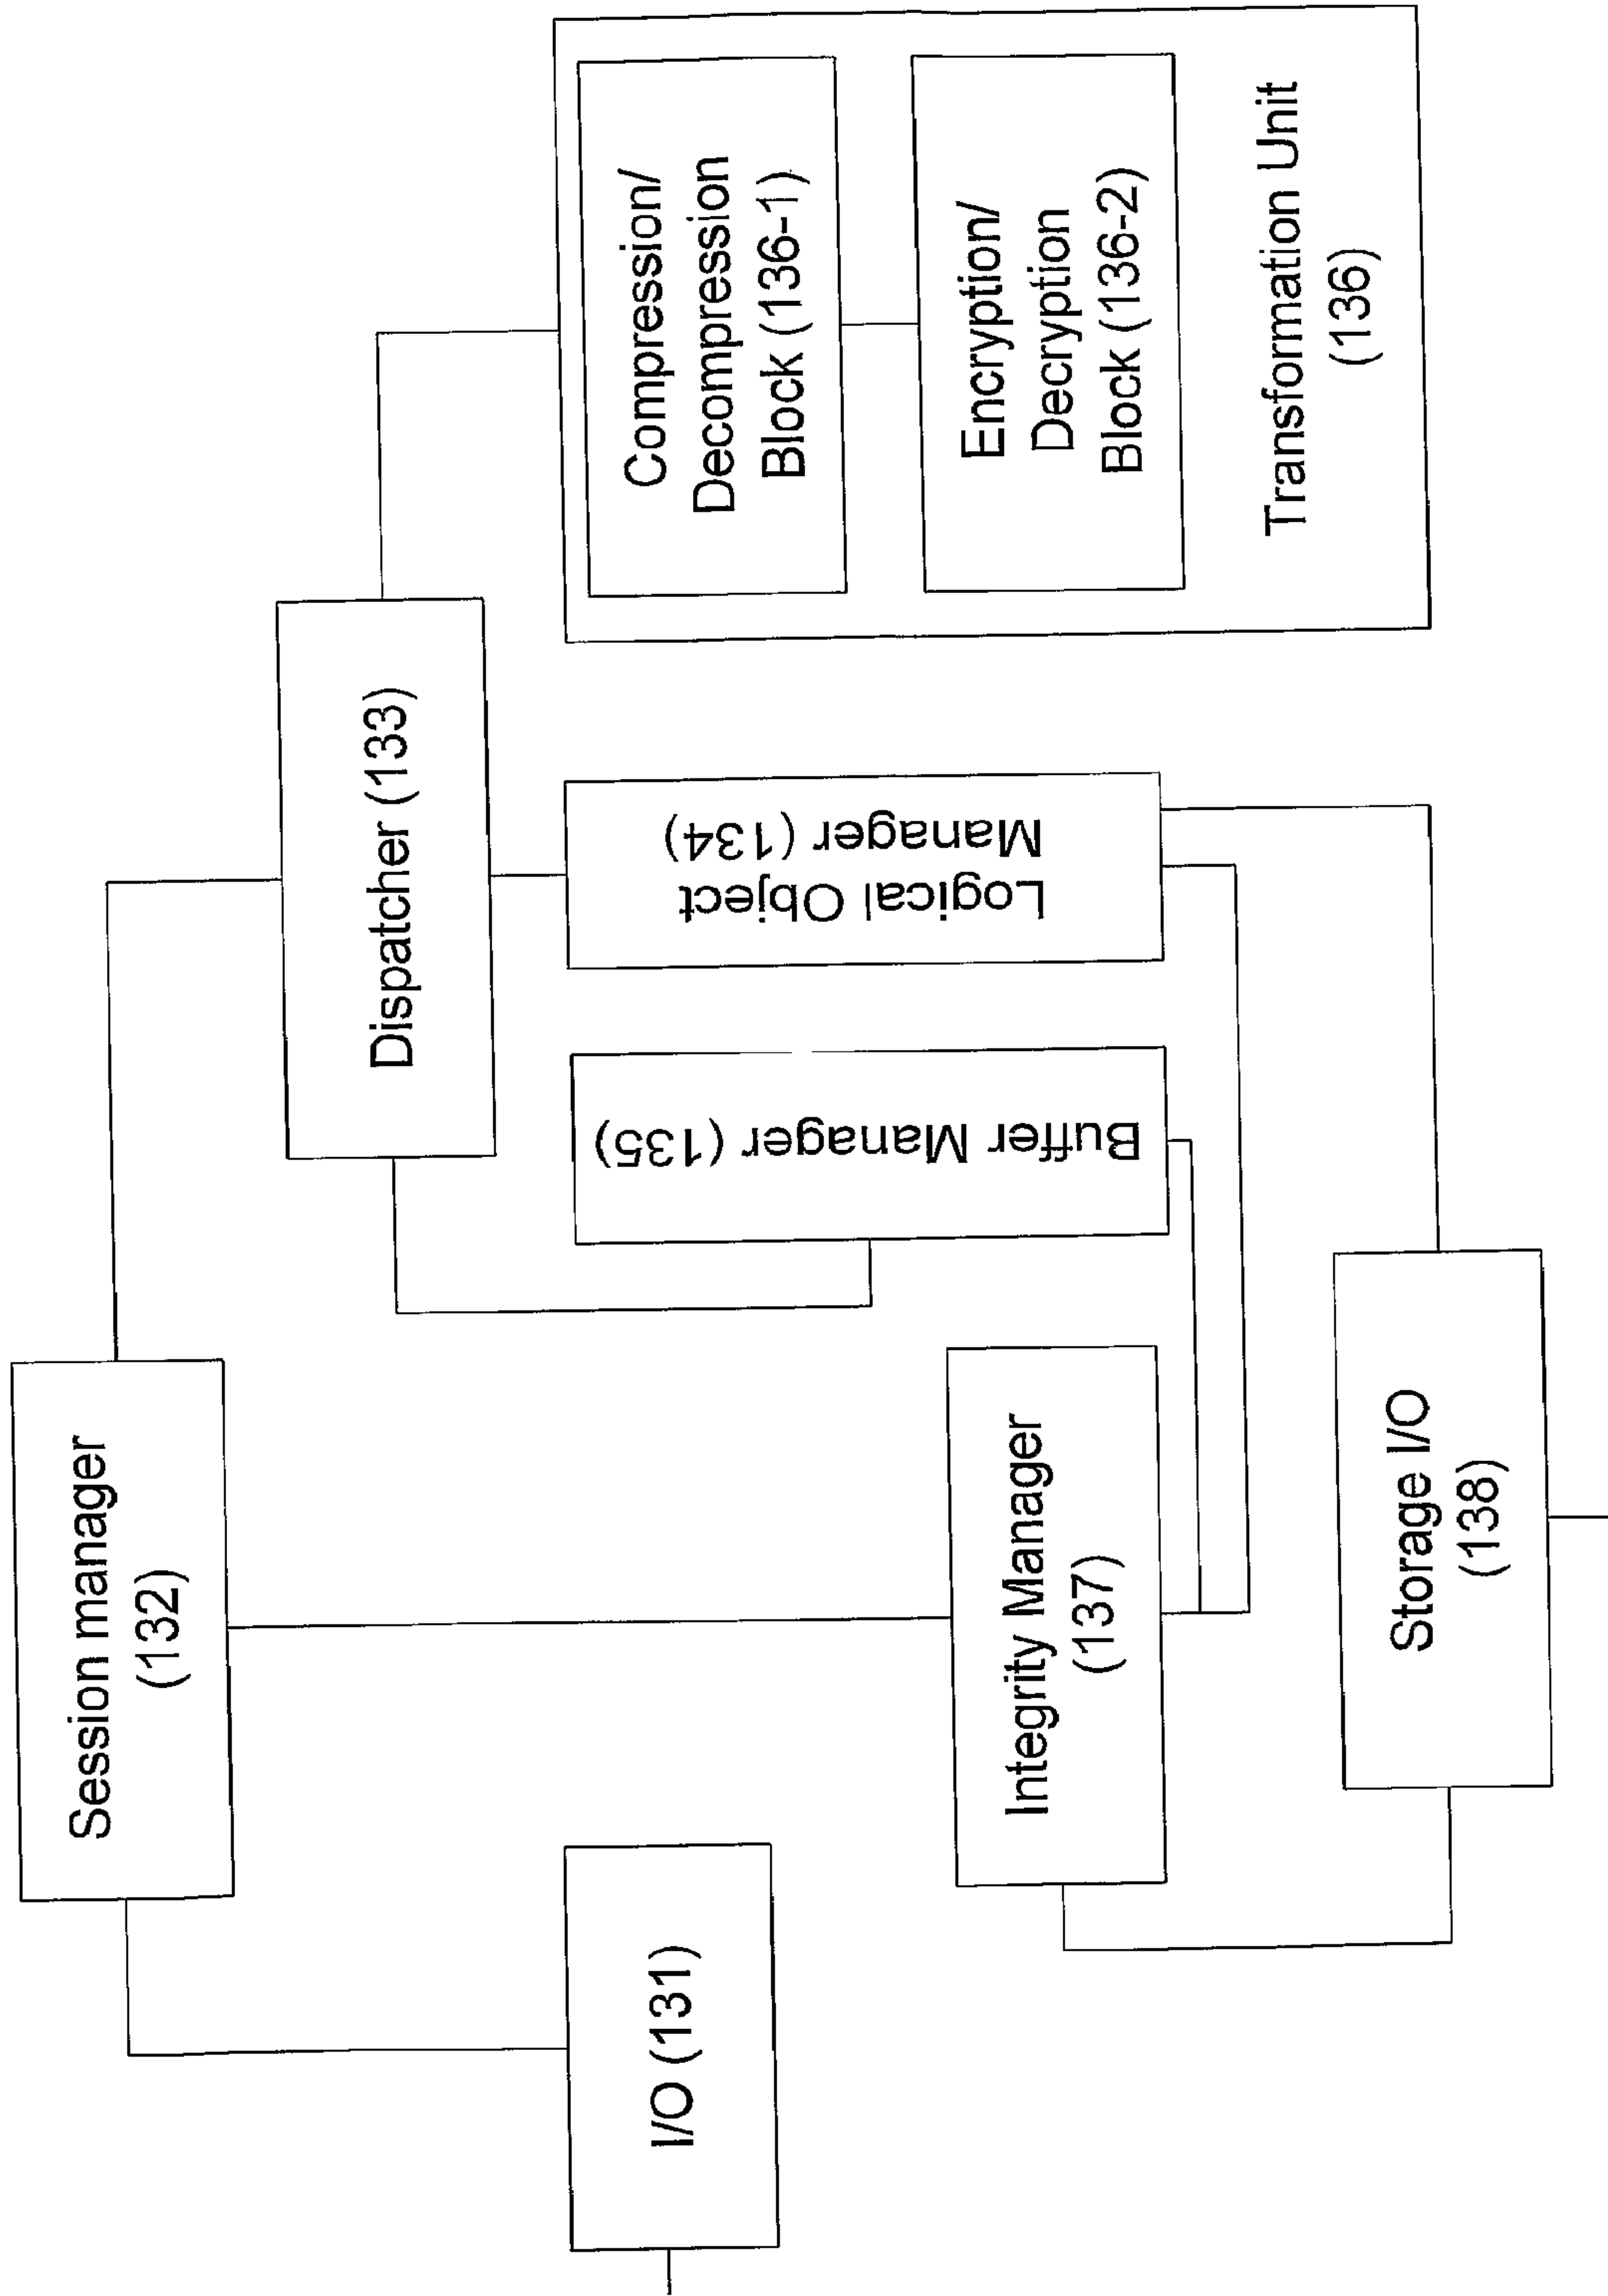 Session manager
(132)
Dispatcher (133)
I/O (131)
Buffer Manager (135)
Logical Object
Manager (134)
Compression/
Decompression
Block (136-1)
Encryption/
Decryption
Block (136-2)
Transformation Unit
(136)
Integrity Manager
(137)
Storage I/O
(138)